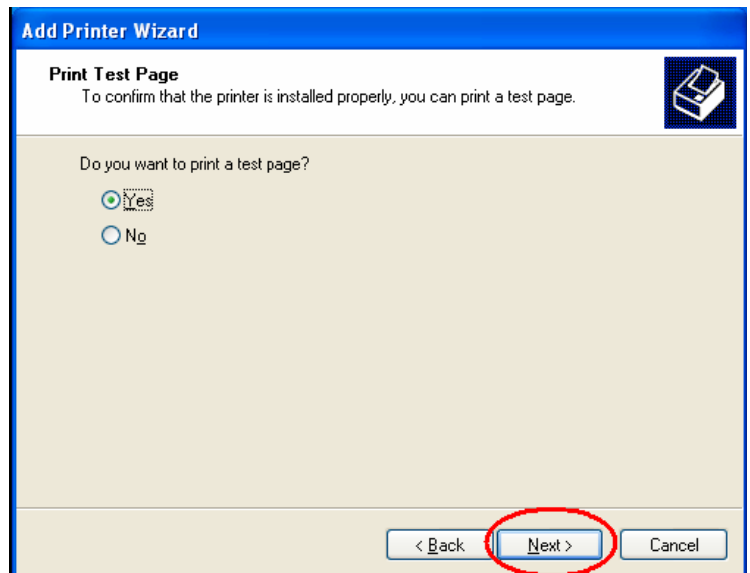 Add Printer Wizard
Print Test Page
To confirm that the printer is installed properly, you can print a test page.
Do you want to print a test page?
Yes
No
< Back Next > Cancel